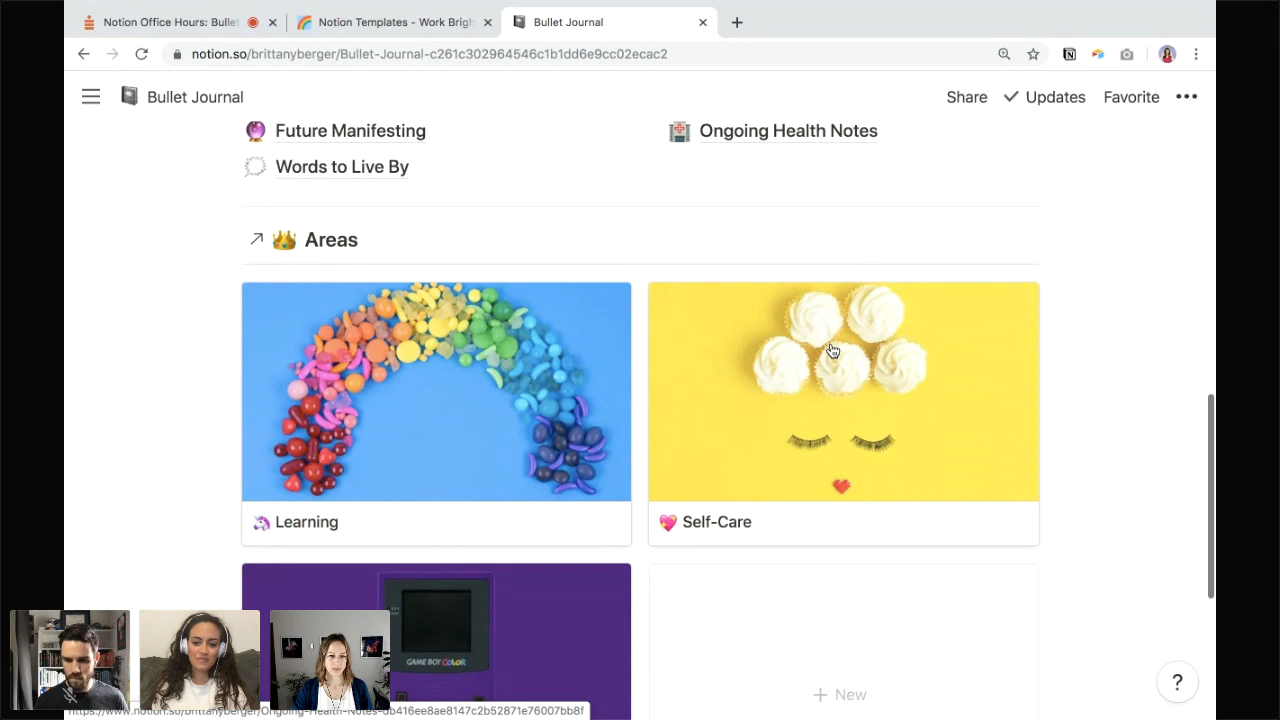 Notion Office Hours: Bullet
Notion Templates - Work Brigh
Bullet Journal
notion.so/brittanyberger/Bullet-Journal-c261c302964546c1b1dd6e9cc02ecac2
Bullet Journal
Share
Updates
Favorite
Future Manifesting
Ongoing Health Notes
Words to Live By
Areas
Learning
Self-Care
GAME BOY COLOR
New
?
https://www.notion.so/brittanyberger/Ongoing-Health-Notes-db416ee8ae8147c2b52871e76007bb8f